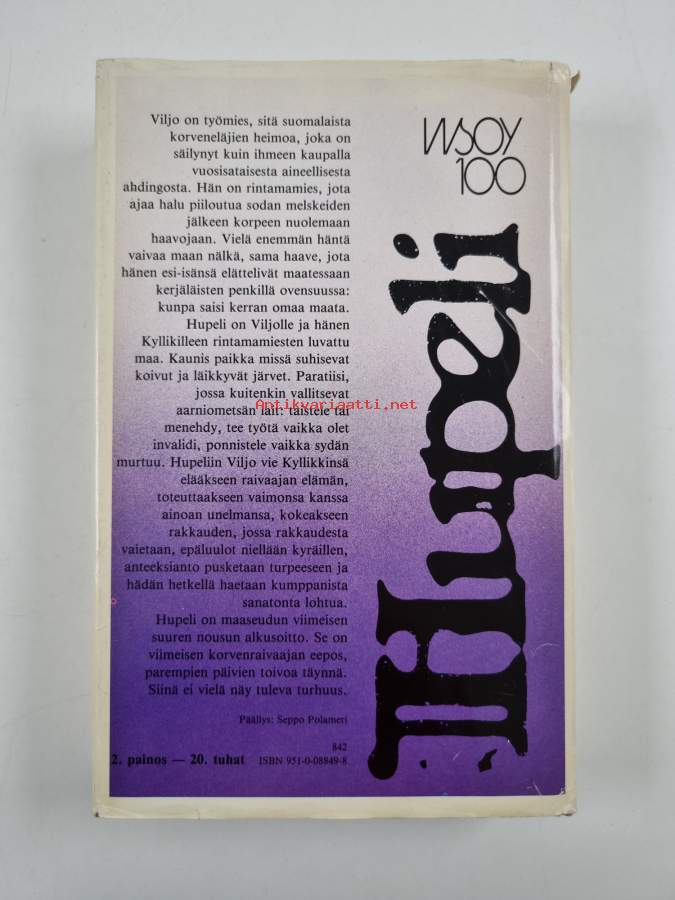 Viljo on työmies, sitä suomalaista
korveneläjien heimoa, joka on
säilynyt kuin ihmeen kaupalla
vuosisataisesta aineellisesta
ahdingosta. Hän on rintamamies, jota
ajaa halu piiloutua sodan melskeiden
jälkeen korpeen nuolemaan
haavojaan. Vielä enemmän häntä
vaivaa maan nälkä, sama haave, jota
hänen esi-isänsä elättelivät maatessaan
kerjäläisten penkillä ovensuussa:
kunpa saisi kerran omaa maata.
Hupeli on Viljolle ja hänen
Kyllikilleen rintamamiesten luvattu
maa. Kaunis paikka missä suhisevat
koivut ja läikkyvät järvet. Paratiisi,
jossa kuitenkin vallitsevat
aarniometsän lait: taistele tai
menehdy, tee työtä vaikka olet
invalidi, ponnistele vaikka sydän
murtuu. Hupeliin Viljo vie Kyllikkinsä
elääkseen raivaajan elämän,
toteuttaakseen vaimonsa kanssa
ainoan unelmansa, kokeakseen
rakkauden, jossa rakkaudesta
vaietaan, epäluulot niellään kyräillen,
anteeksianto pusketaan turpeeseen ja
hädän hetkellä haetaan kumppanista
sanatonta lohtua.
Hupeli on maaseudun viimeisen
suuren nousun alkusoitto. Se on
viimeisen korvenraivaajan eepos,
parempien päivien toivoa täynnä.
Siinä ei vielä näy tuleva turhuus.
Päällys: Seppo Polameri
842
2. painos — 20. tuhat ISBN 951-0-08849-8
WSOY
100
Hupeli
Antikvariaatti.net